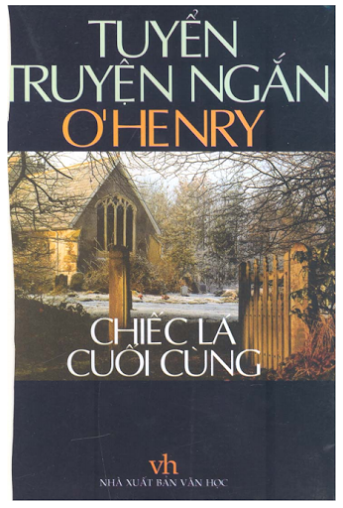 TUYỂN
TRUYỆN NGẮN
O'HENRY
CHIẾC LÁ
CUỐI CÙNG
vh
NHÀ XUẤT BẢN VĂN HỌC